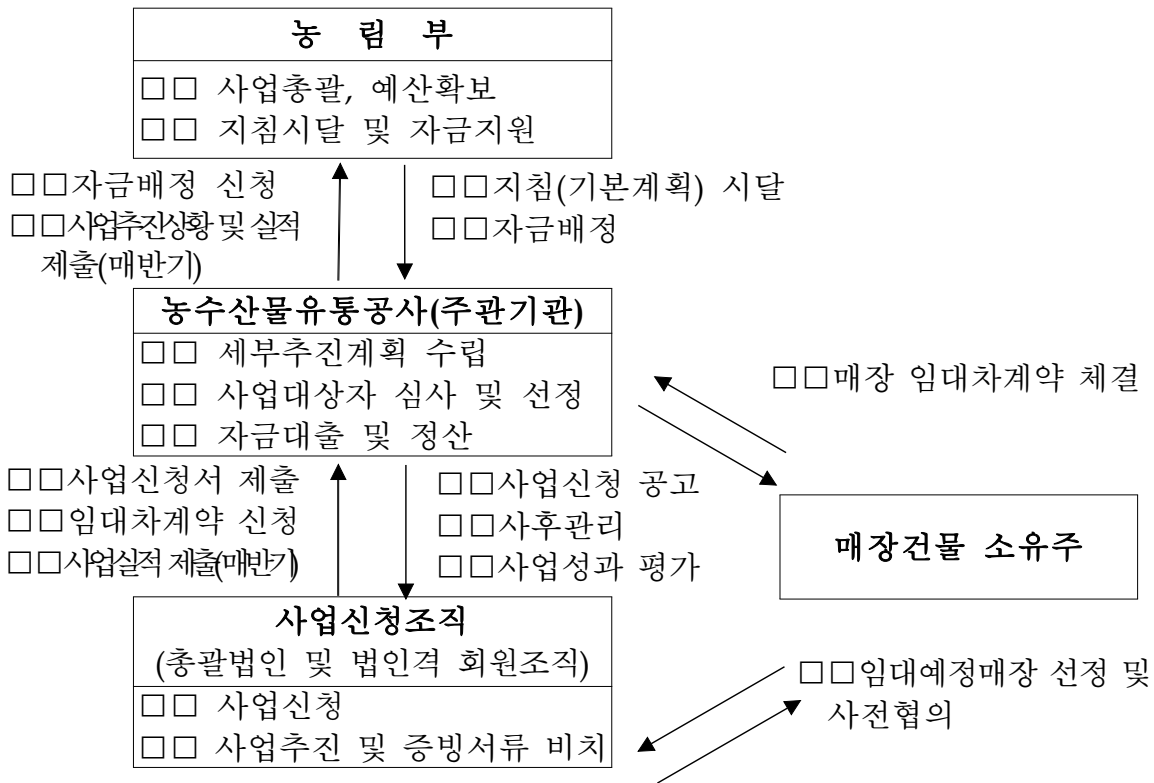 농 림 부
□□ 사업총괄, 예산확보
□□ 지침시달 및 자금지원
□□자금배정 신청
□□사업추진상황 및 실적
제출(매반기)
□□지침(기본계획) 시달
□□자금배정
농수산물유통공사(주관기관)
□□ 세부추진계획 수립
□□ 사업대상자 심사 및 선정
□□ 자금대출 및 정산
□□매장 임대차계약 체결
□□사업신청서 제출
□□임대차계약 신청
□□사업실적 제출(매반기)
□□사업신청 공고
□□사후관리
□□사업성과 평가
매장건물 소유주
사업신청조직
(총괄법인 및 법인격 회원조직)
□□ 사업신청
□□ 사업추진 및 증빙서류 비치
□□임대예정매장 선정 및
사전협의